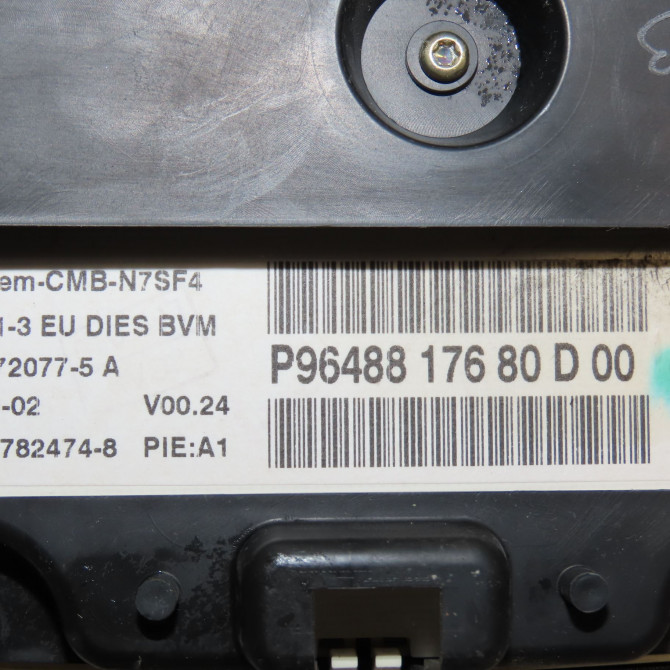 em-CMB-N7SF4
1-3 EU DIES BVM
72077-5 A
-02 V00.24
782474-8 PIE:A1
P96488 176 80 D 00